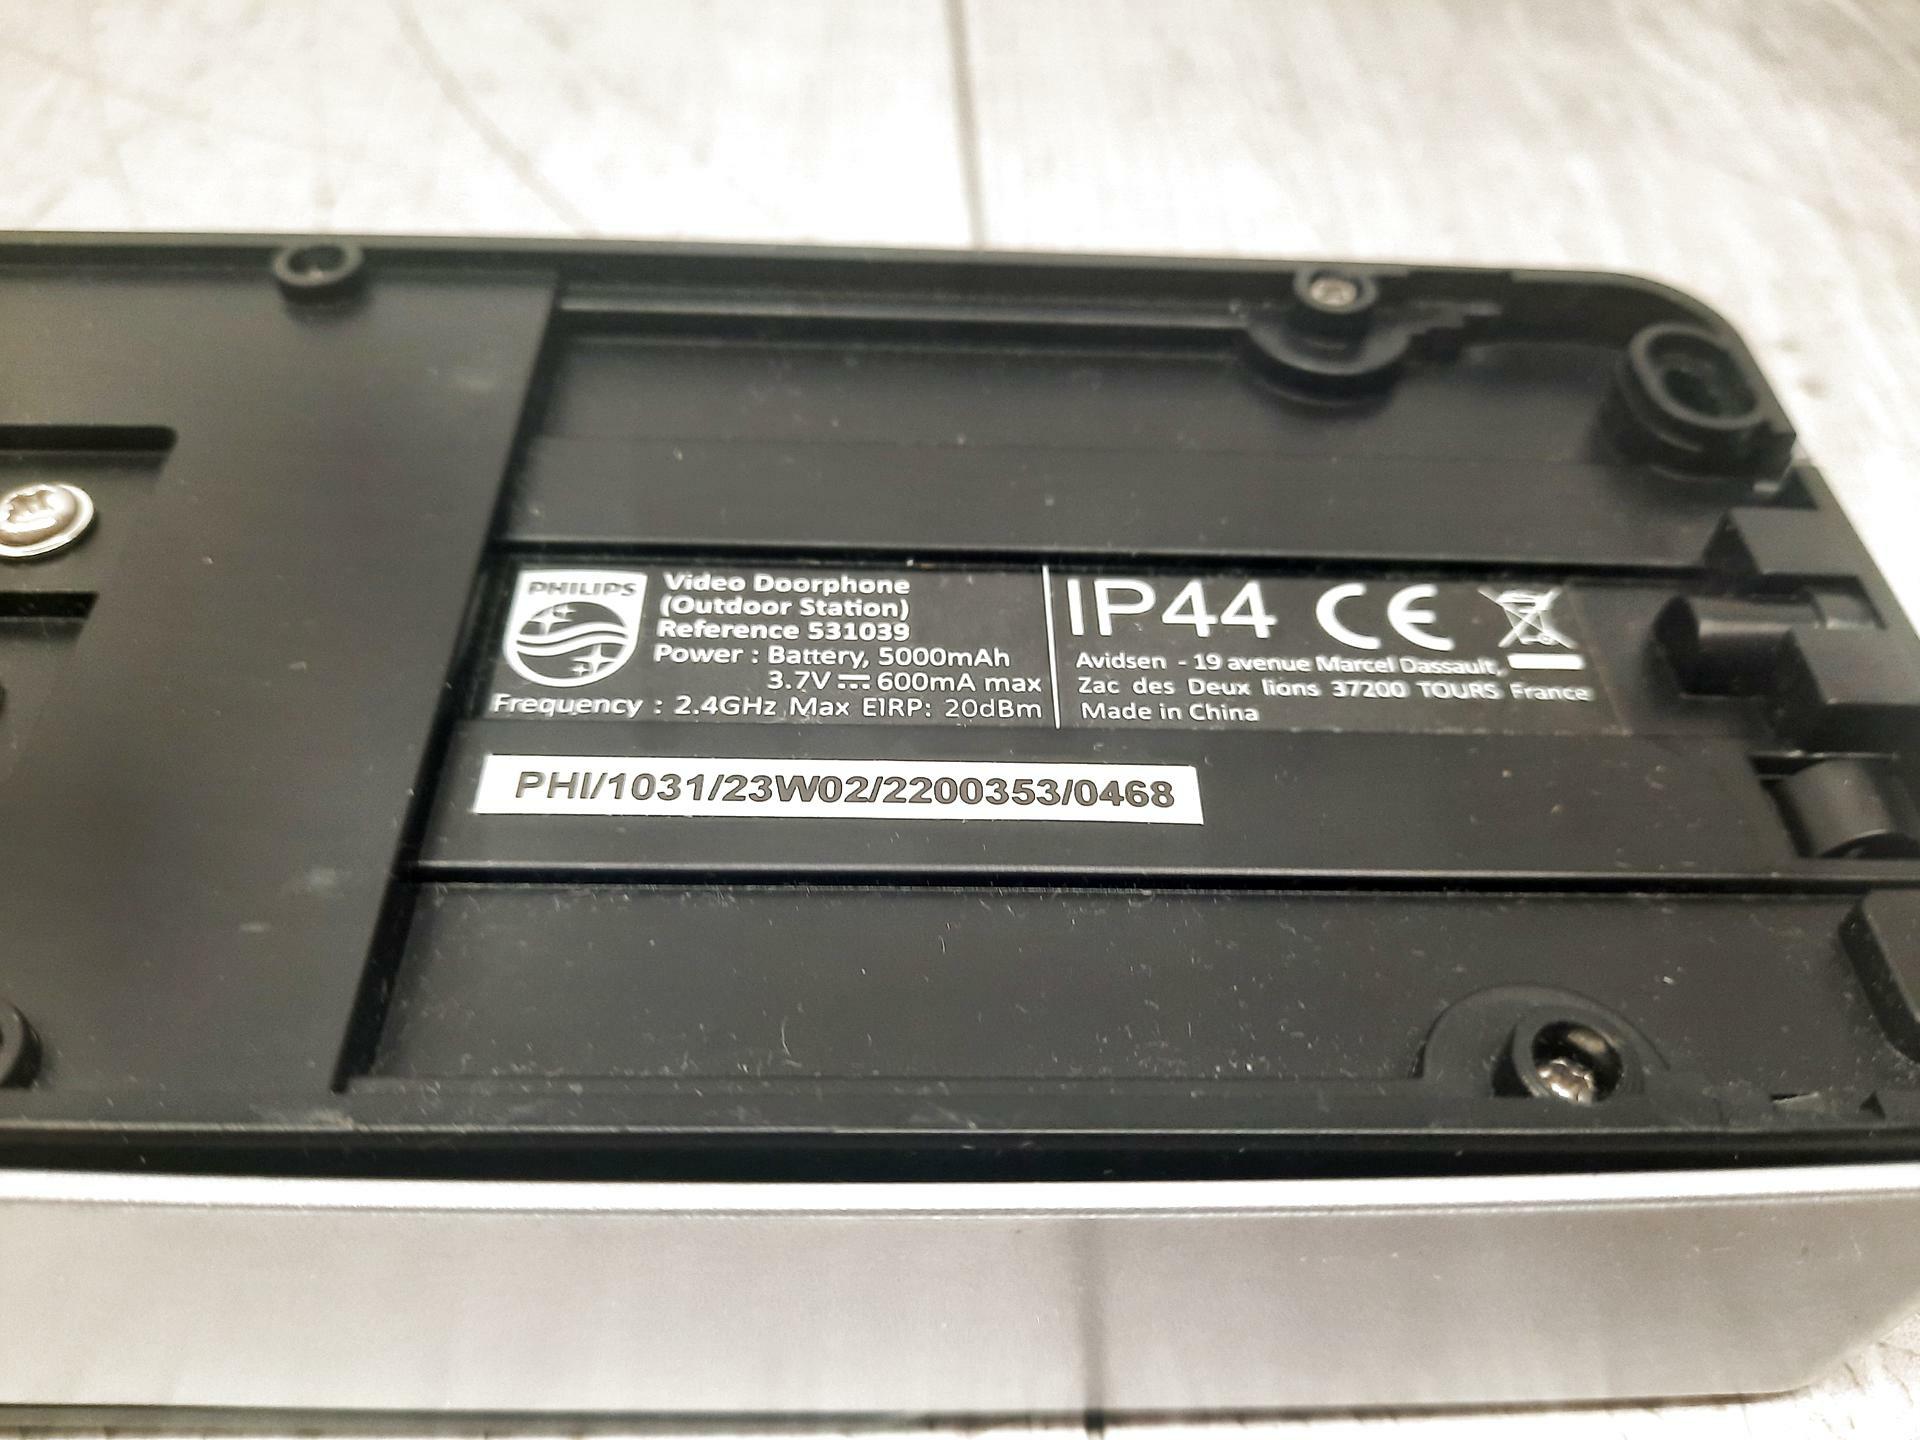 PHILIPS
Video Doorphone
(Outdoor Station)
Reference 531039
Power : Battery, 5000mAh
3.7V ⎓ 600mA max
Frequency : 2.4GHz Max EIRP: 20dBm
IP44 CE
Avidsen - 19 avenue Marcel Dassault,
Zac des Deux lions 37200 TOURS France
Made in China
PHI/1031/23W02/2200353/0468